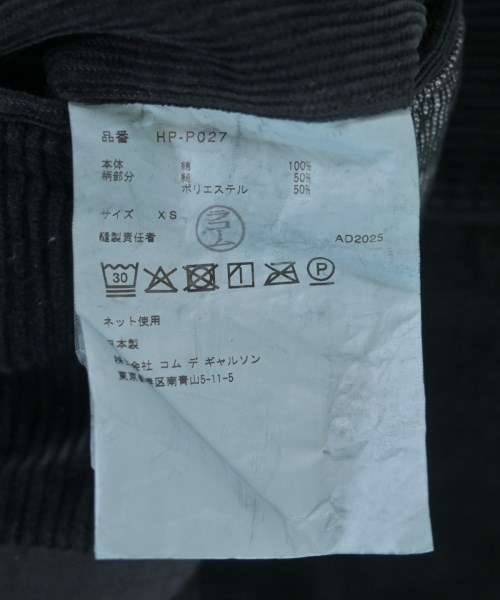 品番 HP-P027
本体 綿 100%
柄部分 綿 50%
ポリエステル 50%
サイズ XS
縫製責任者 AD2025
30 P
ネット使用
日本製
株式会社 コム デ ギャルソン
東京都港区南青山5-11-5